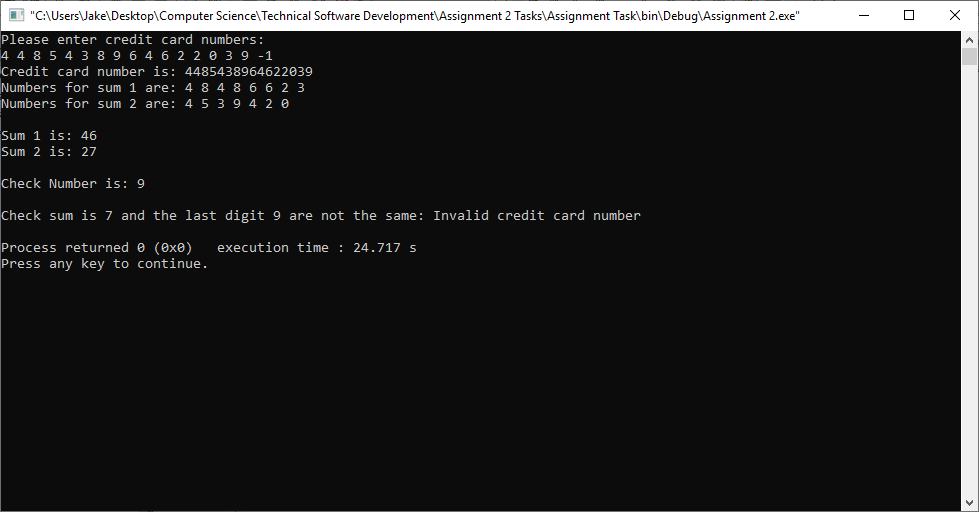 "C:\Users\Jake\Desktop\Computer Science\Technical Software Development\Assignment 2 Tasks\Assignment Task\bin\Debug\Assignment 2.exe"
Please enter credit card numbers:
4 4 8 5 4 3 8 9 6 4 6 2 2 0 3 9 -1
Credit card number is: 4485438964622039
Numbers for sum 1 are: 4 8 4 8 6 6 2 3
Numbers for sum 2 are: 4 5 3 9 4 2 0
Sum 1 is: 46
Sum 2 is: 27
Check Number is: 9
Check sum is 7 and the last digit 9 are not the same: Invalid credit card number
Process returned 0 (0x0)   execution time : 24.717 s
Press any key to continue.